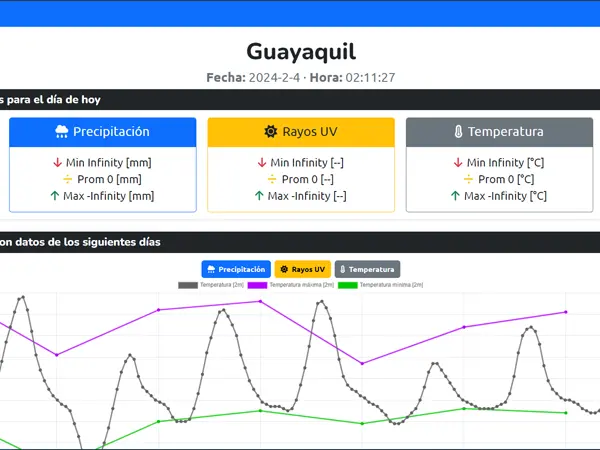 Guayaquil
Fecha: 2024-2-4 · Hora: 02:11:27
s para el día de hoy
Precipitación
Rayos UV
Temperatura
↓ Min Infinity [mm]
÷ Prom 0 [mm]
↑ Max -Infinity [mm]
↓ Min Infinity [--]
÷ Prom 0 [--]
↑ Max -Infinity [--]
↓ Min Infinity [°C]
÷ Prom 0 [°C]
↑ Max -Infinity [°C]
on datos de los siguientes días
Precipitación Rayos UV Temperatura
Temperatura [2m] Temperatura máxima [2m] Temperatura mínima [2m]